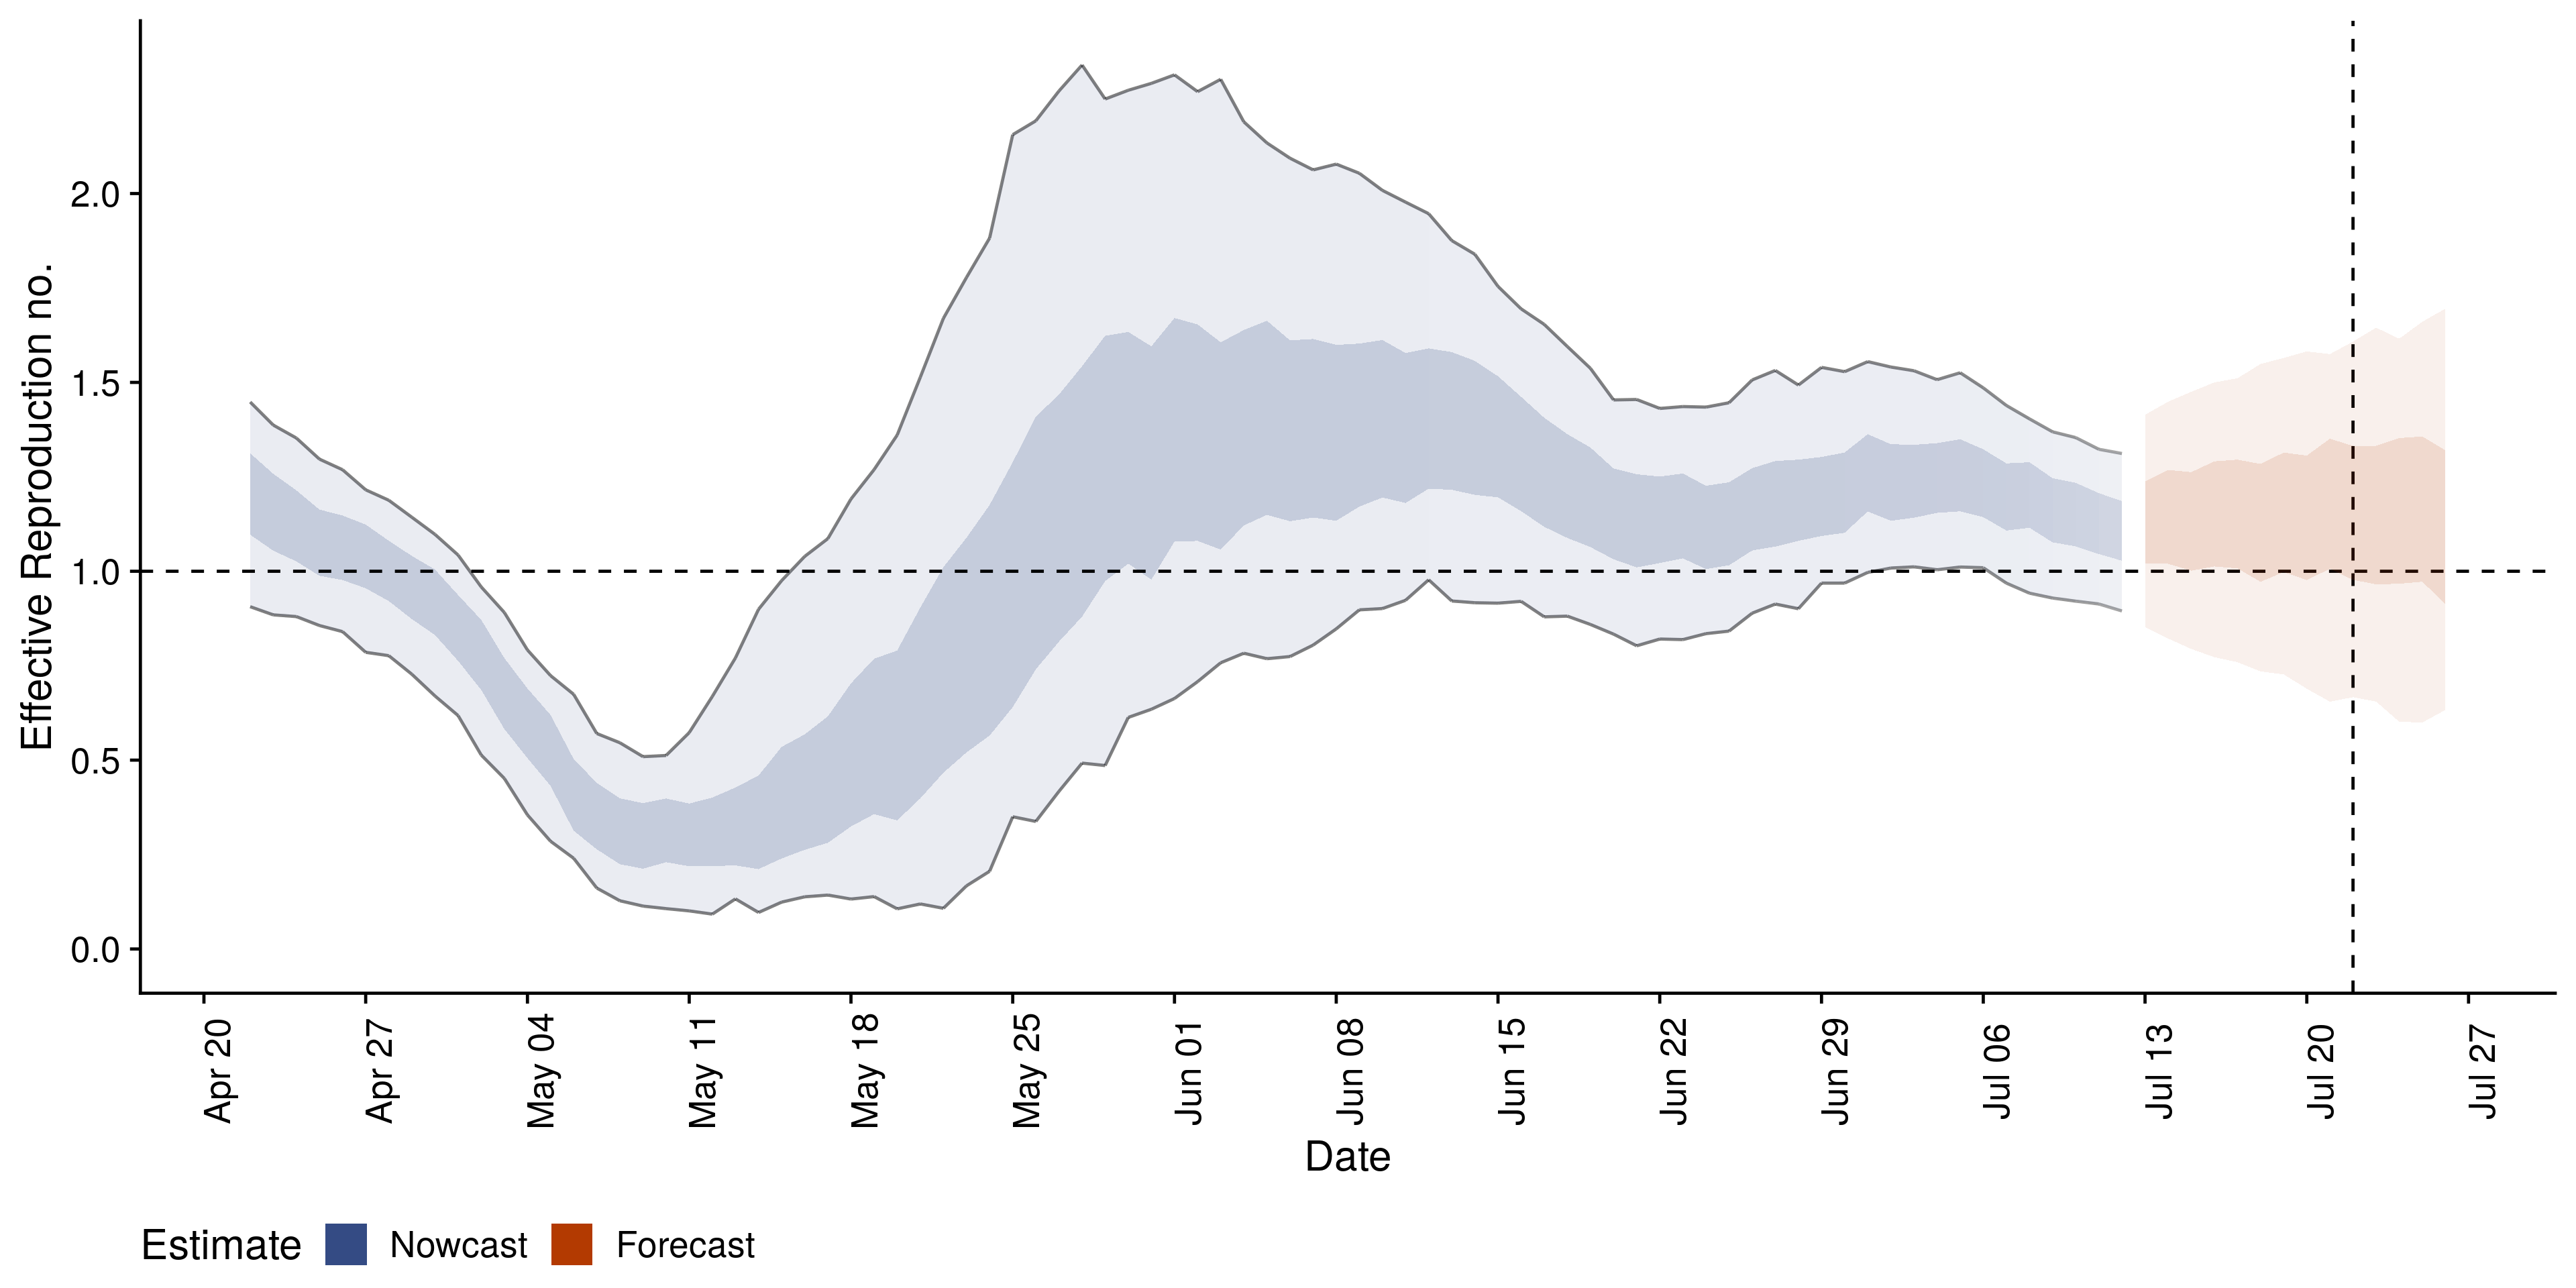 Effective Reproduction no.
2.0
1.5
1.0
0.5
0.0
Apr 20
Apr 27
May 04
May 11
May 18
May 25
Jun 01
Jun 08
Jun 15
Jun 22
Jun 29
Jul 06
Jul 13
Jul 20
Jul 27
Date
Estimate Nowcast Forecast